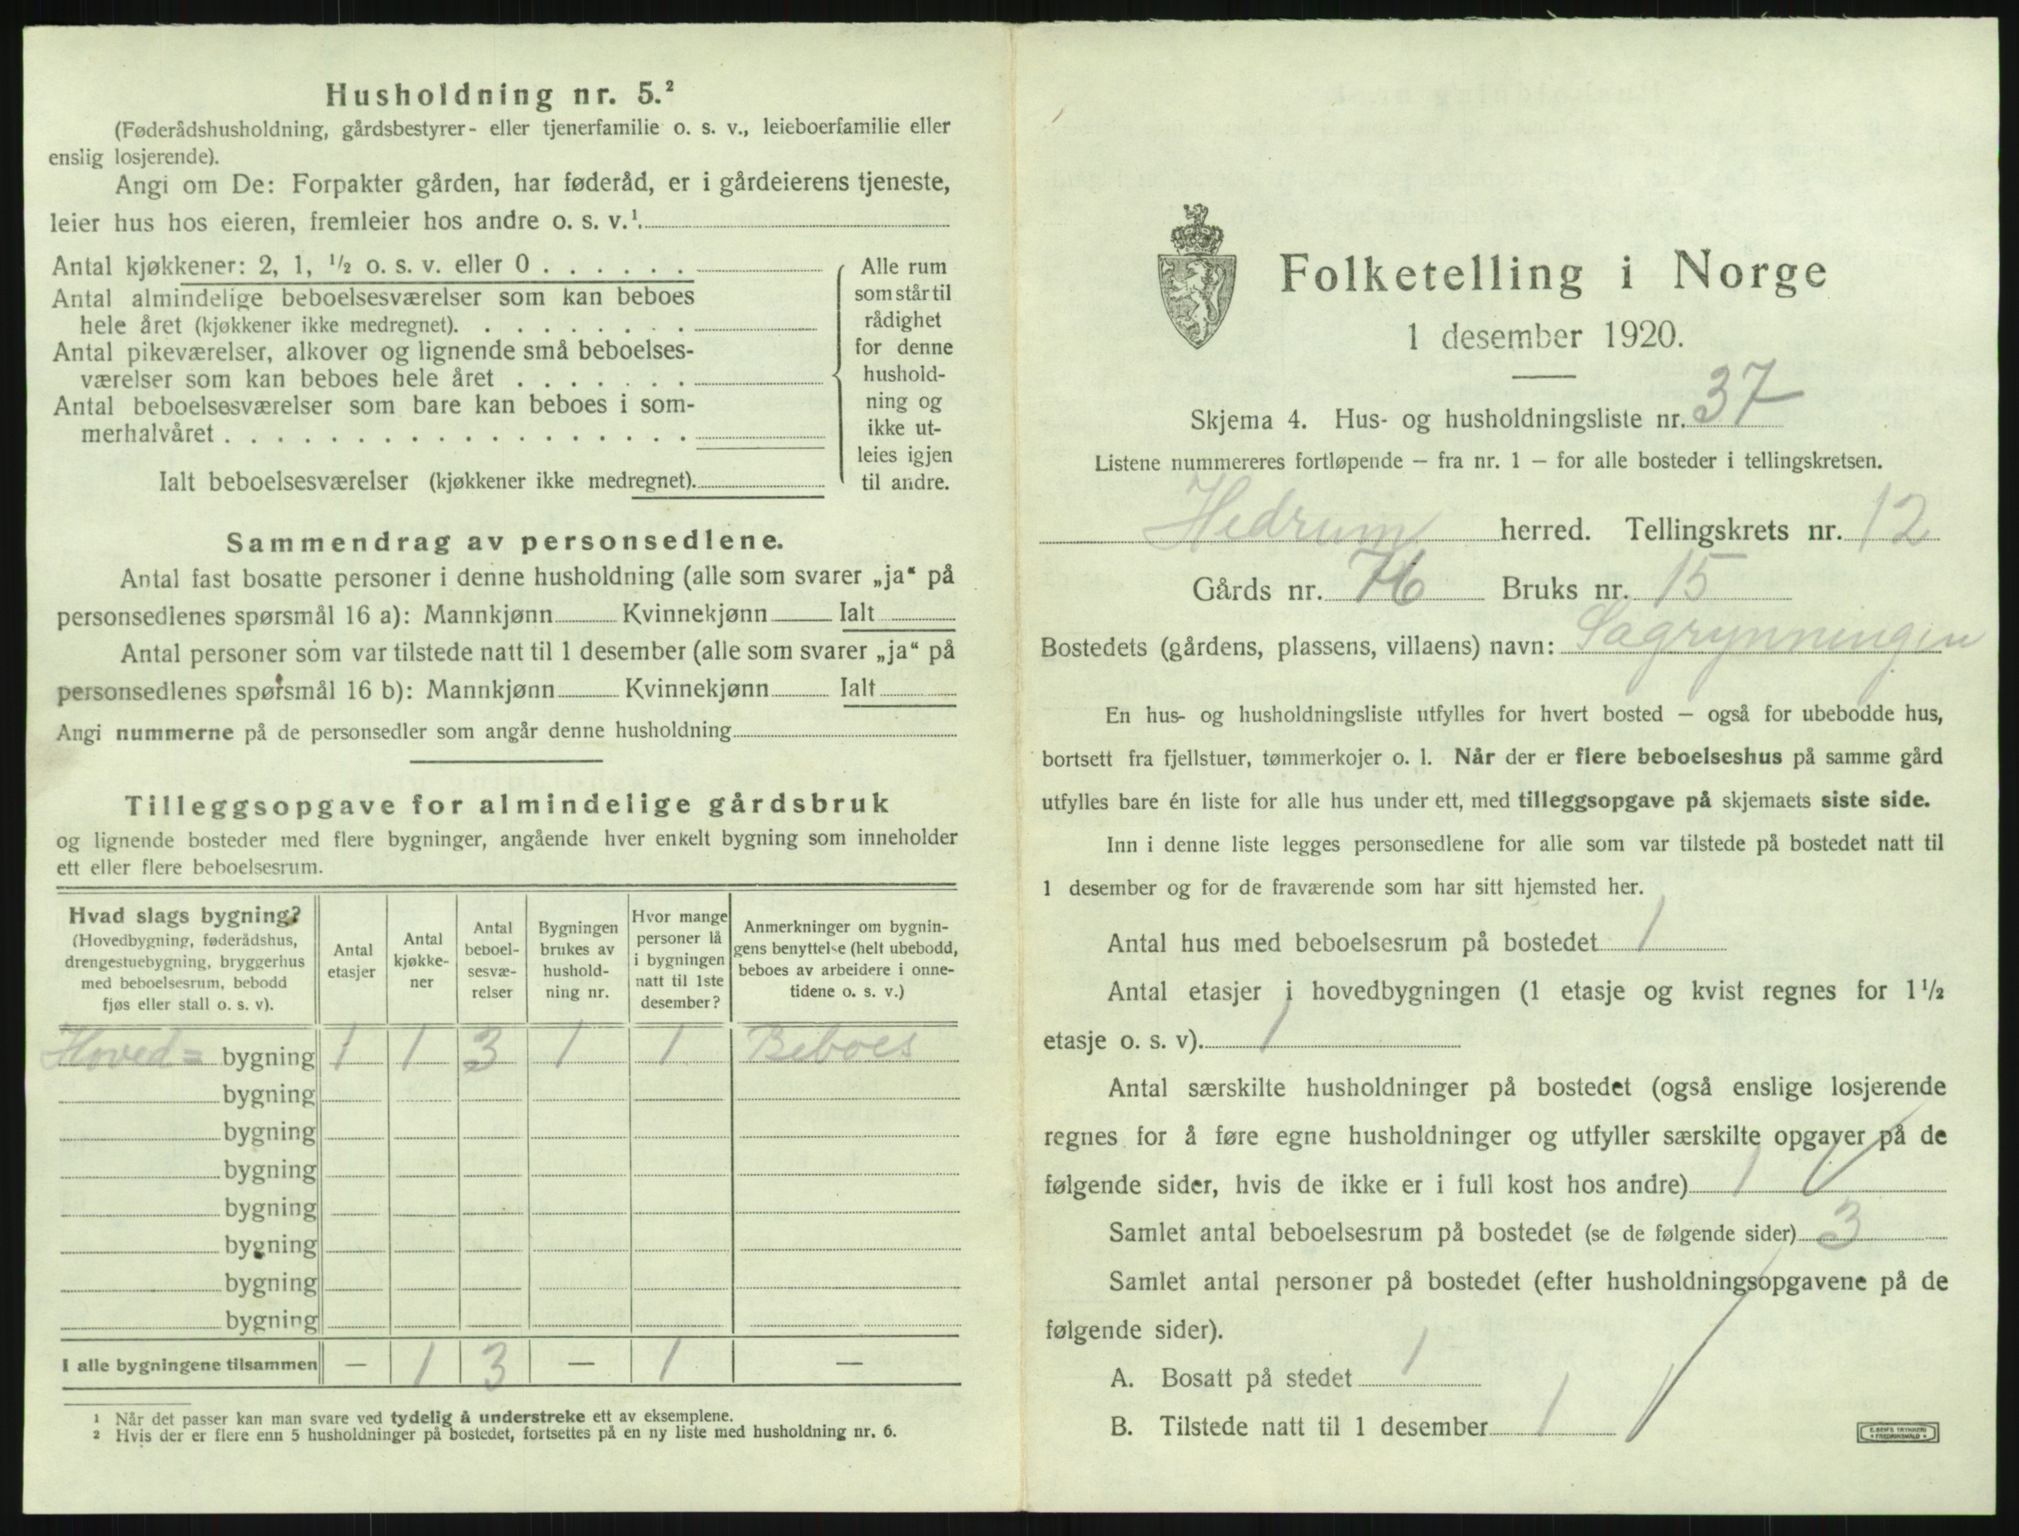 Husholdning nr. 5.²
(Føderådshusholdning, gårdsbestyrer- eller tjenerfamilie o. s. v., leieboerfamilie eller
enslig losjerende).
Angi om De: Forpakter gården, har føderåd, er i gårdeierens tjeneste,
leier hus hos eieren, fremleier hos andre o. s. v.¹.
Antal kjøkkener: 2, 1, ½ o. s. v. eller 0 . . . . . .
Antal almindelige beboelsesværelser som kan beboes
hele året (kjøkkener ikke medregnet). . . . . . . . .
Antal pikeværelser, alkover og lignende små beboelses-
værelser som kan beboes hele året . . . . . . .
Antal beboelsesværelser som bare kan beboes i som-
merhalvåret . . . . . . . . . . . . . . . . . .
Ialt beboelsesværelser (kjøkkener ikke medregnet).
Alle rum
som står til
rådighet
for denne
hushold-
ning og
ikke ut-
leies igjen
til andre.
Sammendrag av personsedlene.
Antal fast bosatte personer i denne husholdning (alle som svarer „ja“ på
personsedlenes spørsmål 16 a): Mannkjønn Kvinnekjønn Ialt
Antal personer som var tilstede natt til 1 desember (alle som svarer „ja“ på
personsedlenes spørsmål 16 b): Mannkjønn Kvinnekjønn Ialt
Angi nummerne på de personsedler som angår denne husholdning
Tilleggsopgave for almindelige gårdsbruk
og lignende bosteder med flere bygninger, angående hver enkelt bygning som inneholder
ett eller flere beboelsesrum.
Hvad slags bygning?
(Hovedbygning, føderådshus,
drengestuebygning, bryggerhus
med beboelsesrum, bebodd
fjøs eller stall o. s. v).
Antal
etasjer
Antal
kjøkke-
ner
Antal
beboel-
sesvæ-
relser
Bygningen
brukes av
hushold-
ning nr.
Hvor mange
personer lå
i bygningen
natt til 1ste
desember?
Anmerkninger om bygnin-
gens benyttelse (helt ubebodd,
beboes av arbeidere i onne-
tidene o. s. v.)
Hoved= bygning 1 1 3 1 1 Beboes
bygning
bygning
bygning
bygning
bygning
bygning
bygning
I alle bygningene tilsammen — 1 3 — 1 —
¹ Når det passer kan man svare ved tydelig å understreke ett av eksemplene.
² Hvis der er flere enn 5 husholdninger på bostedet, fortsettes på en ny liste med husholdning nr. 6.
Folketelling i Norge
1 desember 1920.
Skjema 4. Hus- og husholdningsliste nr. 37
Listene nummereres fortløpende — fra nr. 1 — for alle bosteder i tellingskretsen.
Hedrum herred. Tellingskrets nr. 12
Gårds nr. 76 Bruks nr. 15
Bostedets (gårdens, plassens, villaens) navn: Sagrynningen
En hus- og husholdningsliste utfylles for hvert bosted — også for ubebodde hus,
bortsett fra fjellstuer, tømmerkojer o. l. Når der er flere beboelseshus på samme gård
utfylles bare én liste for alle hus under ett, med tilleggsopgave på skjemaets siste side.
Inn i denne liste legges personsedlene for alle som var tilstede på bostedet natt til
1 desember og for de fraværende som har sitt hjemsted her.
Antal hus med beboelsesrum på bostedet 1
Antal etasjer i hovedbygningen (1 etasje og kvist regnes for 1½
etasje o. s. v). 1
Antal særskilte husholdninger på bostedet (også enslige losjerende
regnes for å føre egne husholdninger og utfyller særskilte opgaver på de
følgende sider, hvis de ikke er i full kost hos andre) 1
Samlet antal beboelsesrum på bostedet (se de følgende sider) 3
Samlet antal personer på bostedet (efter husholdningsopgavene på de
følgende sider).
A. Bosatt på stedet 1
B. Tilstede natt til 1 desember 1